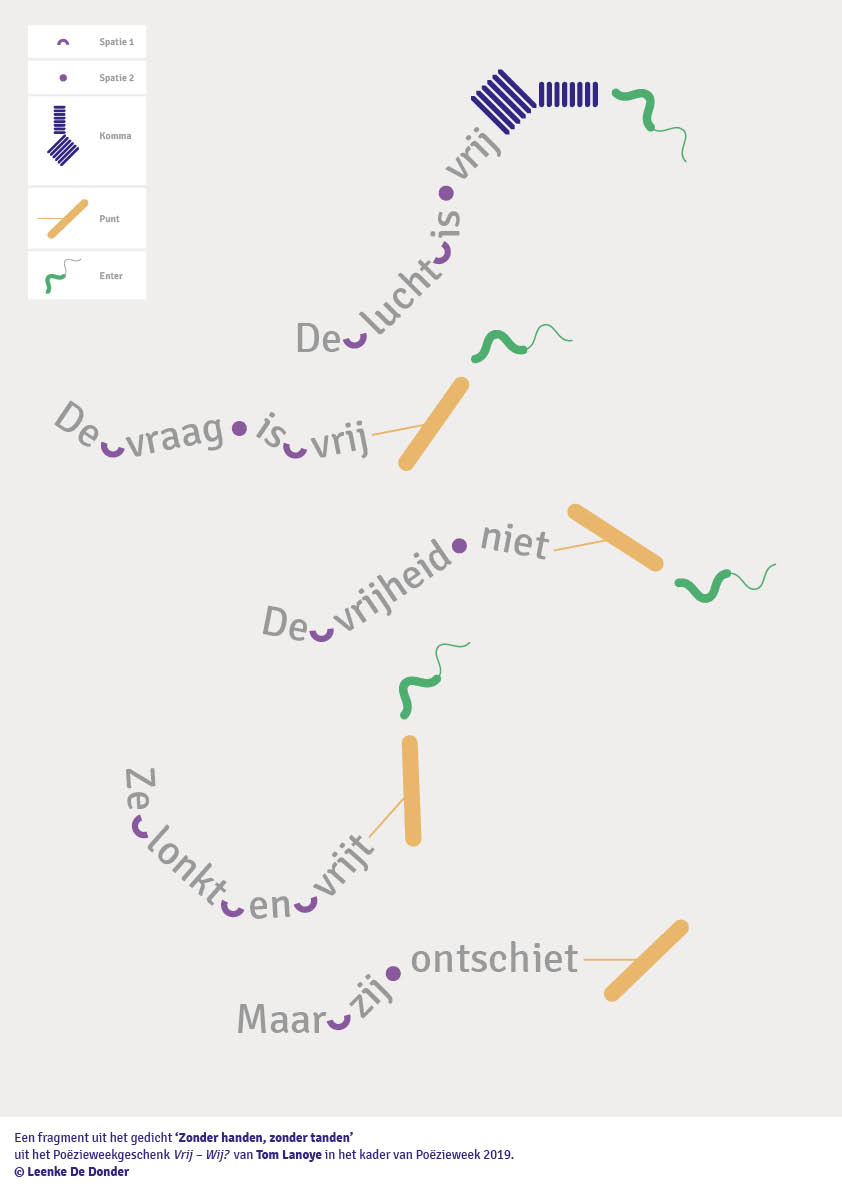 Spatie 1
Spatie 2
Komma
Punt
Enter
De lucht is vrij
De vraag is vrij
De vrijheid niet
Ze lonkt en vrijt
Maar zij ontschiet
Een fragment uit het gedicht ‘Zonder handen, zonder tanden’
uit het Poëzieweekgeschenk Vrij – Wij? van Tom Lanoye in het kader van Poëzieweek 2019.
© Leenke De Donder